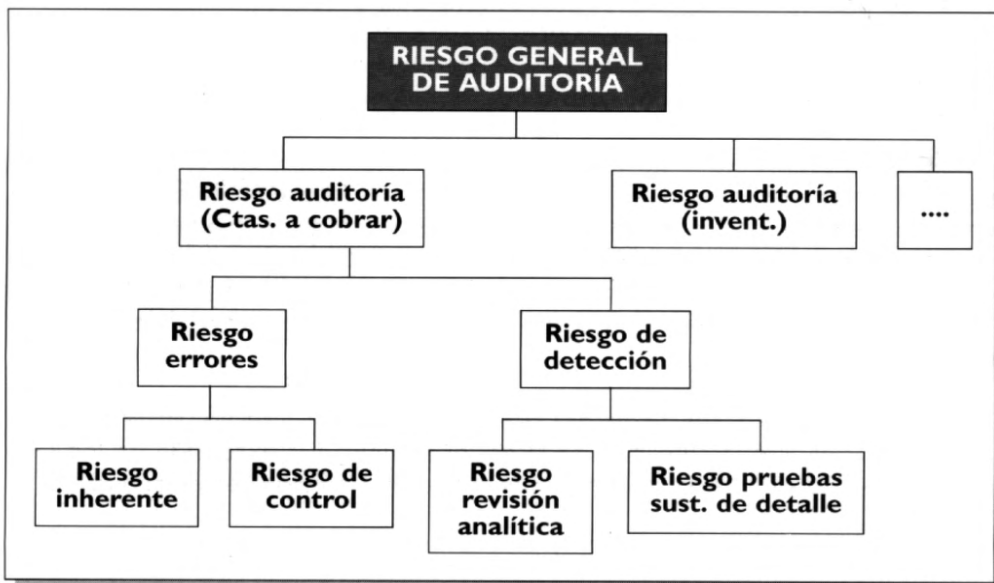 RIESGO GENERAL
DE AUDITORÍA
Riesgo auditoría
(Ctas. a cobrar)
Riesgo auditoría
(invent.)
....
Riesgo
errores
Riesgo de
detección
Riesgo
inherente
Riesgo de
control
Riesgo
revisión
analítica
Riesgo pruebas
sust. de detalle